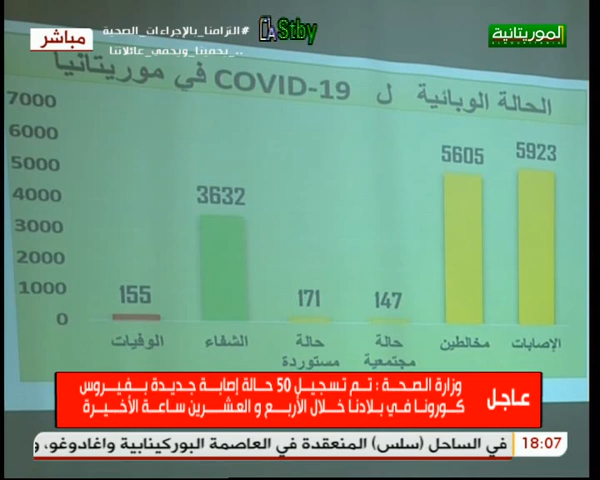 مباشر
#التزامنا_بالإجراءات_الصحية
يحمينا_ويحمي_عائلاتنا..
Stby
الموريتانية
الحالة الوبائية ل COVID-19 في موريتانيا
7000
6000
5000
4000
3000
2000
1000
0
155
3632
171
147
5605
5923
الوفيات
الشفاء
حالة مستوردة
حالة مجتمعية
مخالطين
الإصابات
عاجل
وزارة الصحة : تم تسجيل 50 حالة إصابة جديدة بفيروس
كورونا في بلادنا خلال الأربع و العشرين ساعة الأخيرة
في الساحل (سلس) المنعقدة في العاصمة البوركينابية واغادوغو، و
18:07